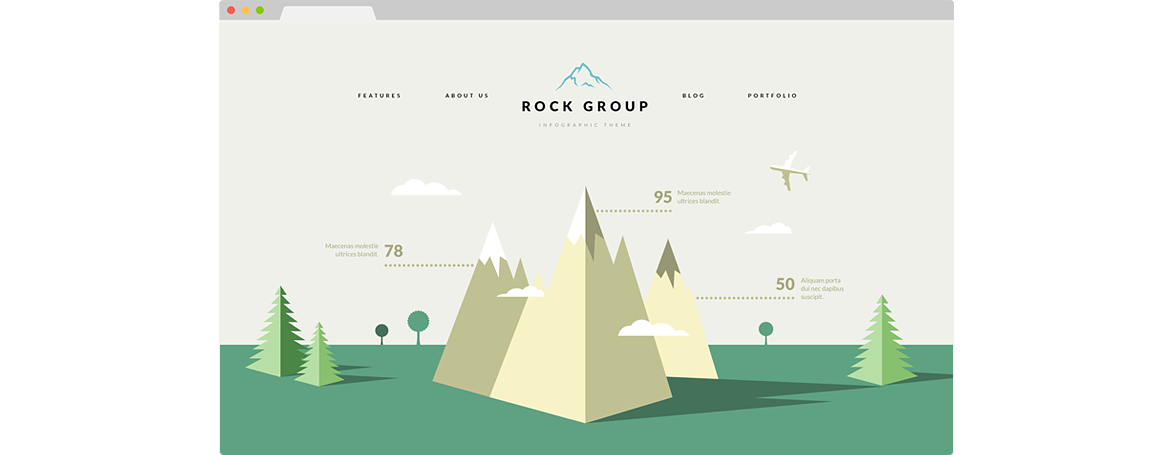 FEATURES
ABOUT US
ROCK GROUP
INFOGRAPHIC THEME
BLOG
PORTFOLIO
95
Maecenas molestie
ultrices blandit.
Maecenas molestie
ultrices blandit.
78
50
Aliquam porta
dui nec dapibus
suscipit.